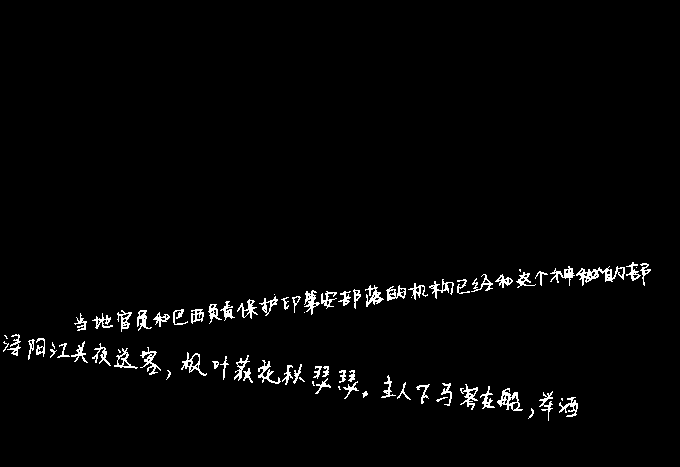 当地官员和巴西负责保护印第安部落的机构已经和这个神秘的部
浔阳江头夜送客，枫叶荻花秋瑟瑟。主人下马客在船，举酒